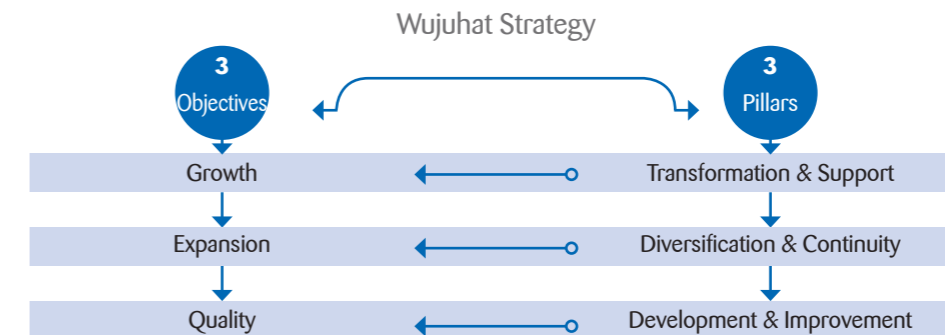 Wujuhat Strategy
3
Objectives
3
Pillars
Growth
Transformation & Support
Expansion
Diversification & Continuity
Quality
Development & Improvement